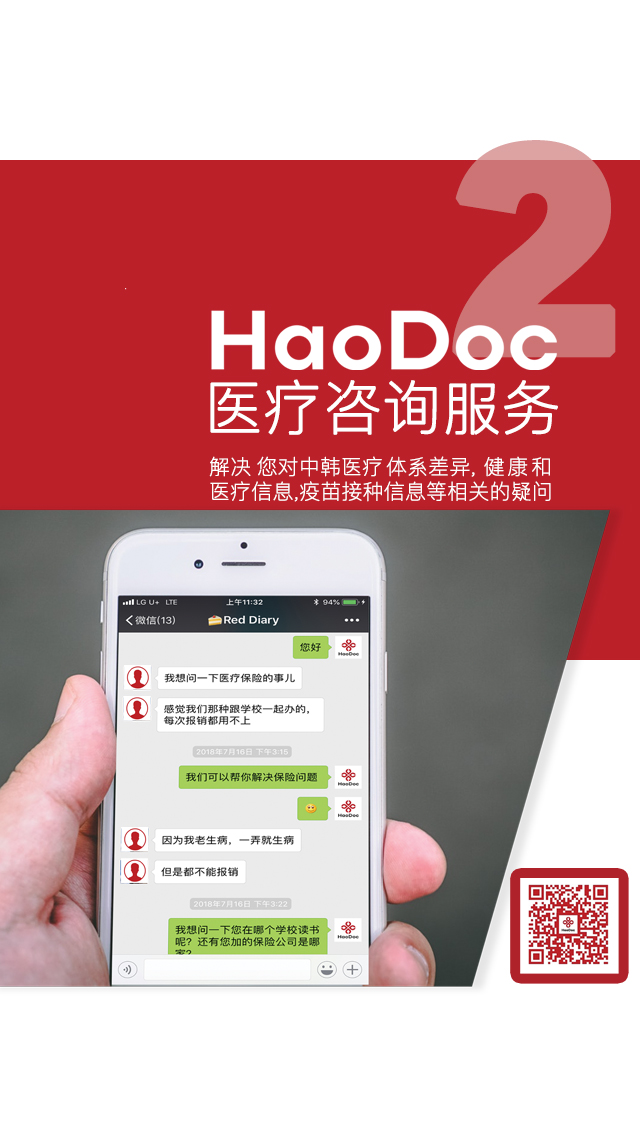 2
HaoDoc
医疗咨询服务
解决 您对中韩医疗体系差异, 健康和
医疗信息,疫苗接种信息等相关的疑问
LG U+ LTE 上午11:32 94%
微信(13) Red Diary
您好
HaoDoc
我想问一下医疗保险的事儿
感觉我们那种跟学校一起办的,
每次报销都用不上
2018年7月16日 下午3:15
我们可以帮你解决保险问题
HaoDoc
HaoDoc
因为我老生病，一弄就生病
但是都不能报销
2018年7月16日 下午3:22
我想问一下您在哪个学校读书
呢？还有您加的保险公司是哪
家?
HaoDoc
HaoDoc